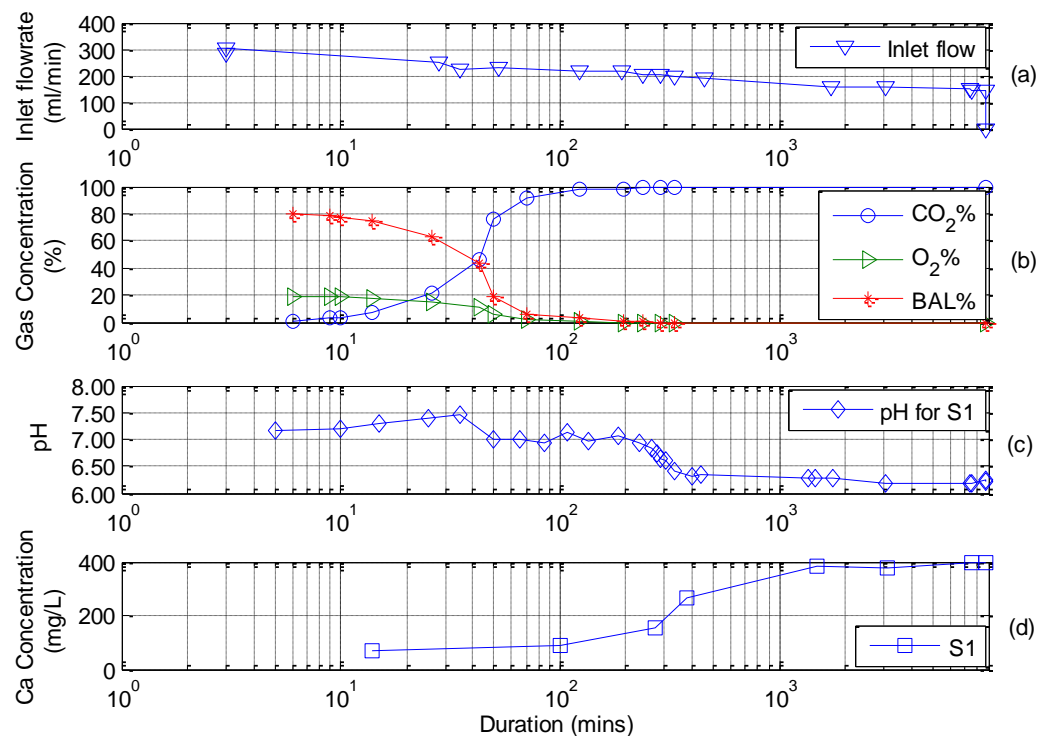 Inlet flowrate
(ml/min)
400
300
200
100
0
Inlet flow
(a)
10^0
10^1
10^2
10^3
Gas Concentration
(%)
100
80
60
40
20
0
CO_2%
O_2%
BAL%
(b)
10^0
10^1
10^2
10^3
pH
8.00
7.50
7.00
6.50
6.00
pH for S1
(c)
10^0
10^1
10^2
10^3
Ca Concentration
(mg/L)
400
200
0
S1
(d)
10^0
10^1
10^2
10^3
Duration (mins)